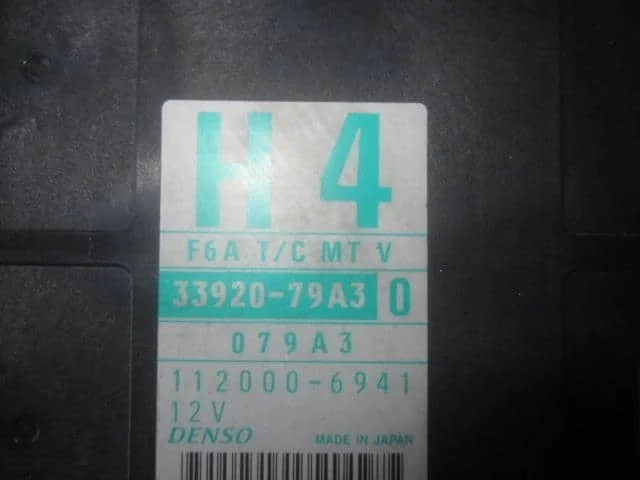 H 4
F6A T/C MT V
33920-79A3 0
079A3
112000-6941
12V
DENSO MADE IN JAPAN